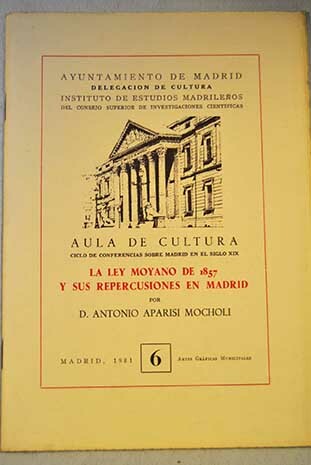 AYUNTAMIENTO DE MADRID
DELEGACION DE CULTURA
INSTITUTO DE ESTUDIOS MADRILEÑOS
DEL CONSEJO SUPERIOR DE INVESTIGACIONES CIENTIFICAS
AULA DE CULTURA
CICLO DE CONFERENCIAS SOBRE MADRID EN EL SIGLO XIX
LA LEY MOYANO DE 1857
Y SUS REPERCUSIONES EN MADRID
POR
D. ANTONIO APARISI MOCHOLI
MADRID, 1981 6 ARTES GRÁFICAS MUNICIPALES